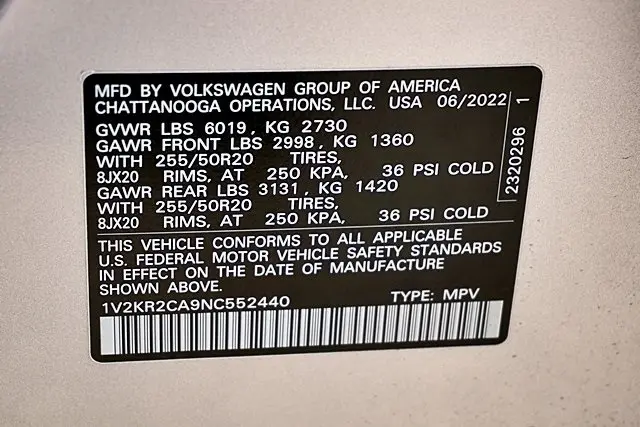 MFD BY VOLKSWAGEN GROUP OF AMERICA
CHATTANOOGA OPERATIONS, LLC. USA 06/2022
GVWR LBS 6019, KG 2730
GAWR FRONT LBS 2998, KG 1360
WITH 255/50R20 TIRES,
8JX20 RIMS, AT 250 KPA, 36 PSI COLD
GAWR REAR LBS 3131, KG 1420
WITH 255/50R20 TIRES,
8JX20 RIMS, AT 250 KPA, 36 PSI COLD
THIS VEHICLE CONFORMS TO ALL APPLICABLE
U.S. FEDERAL MOTOR VEHICLE SAFETY STANDARDS
IN EFFECT ON THE DATE OF MANUFACTURE
SHOWN ABOVE.
1V2KR2CA9NC552440 TYPE: MPV
2320296 1